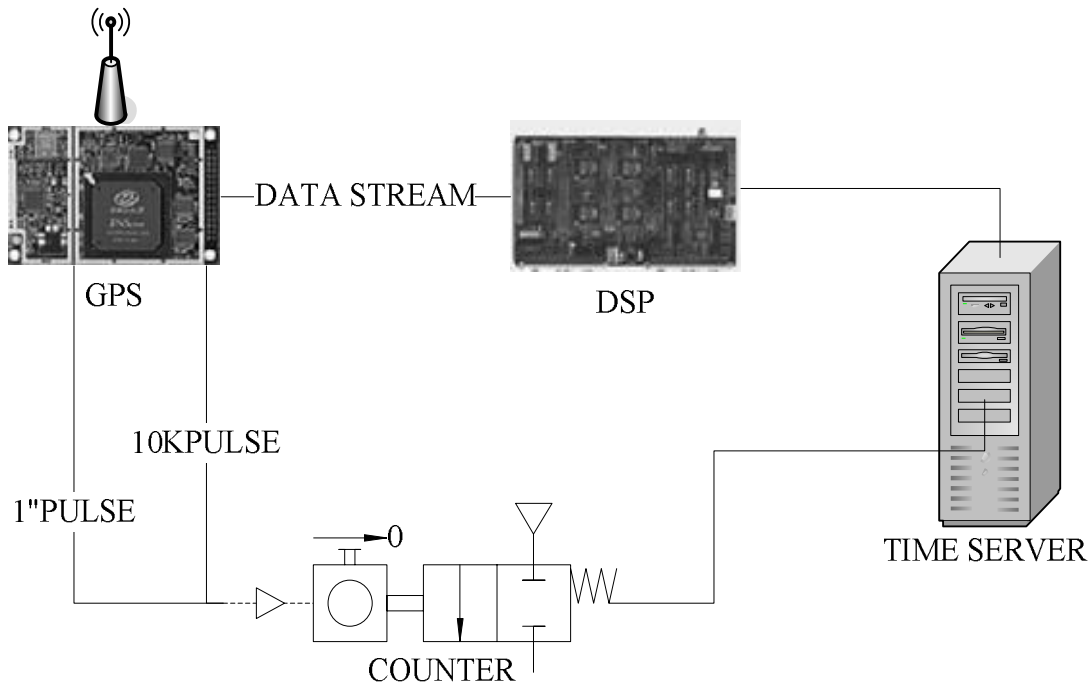 DATA STREAM
GPS
DSP
10KPULSE
1"PULSE
0
TIME SERVER
COUNTER